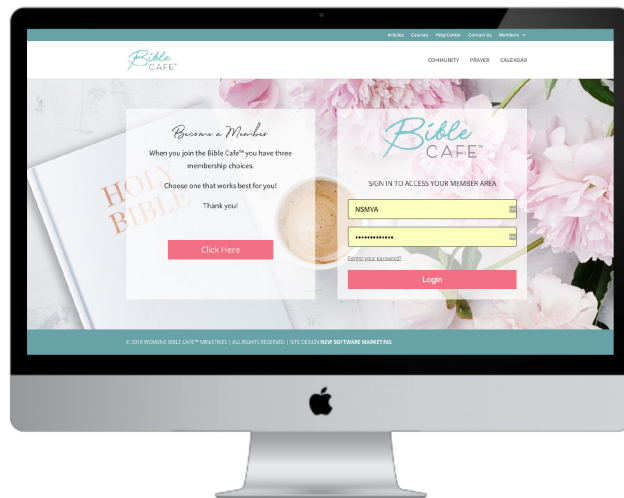 Articles Courses Help Center Contact Us Members
Bible
CAFE™
COMMUNITY PRAYER CALENDAR
HOLY
BIBLE
Become a Member
When you join the Bible Cafe™ you have three
membership choices.
Choose one that works best for you!
Thank you!
Click Here
Bible
CAFE™
SIGN IN TO ACCESS YOUR MEMBER AREA
NSMVA
•••••••••••••
Forgot your password?
Login
© 2019 WOMENS BIBLE CAFE™ MINISTRIES | ALL RIGHTS RESERVED | SITE DESIGN NEW SOFTWARE MARKETING